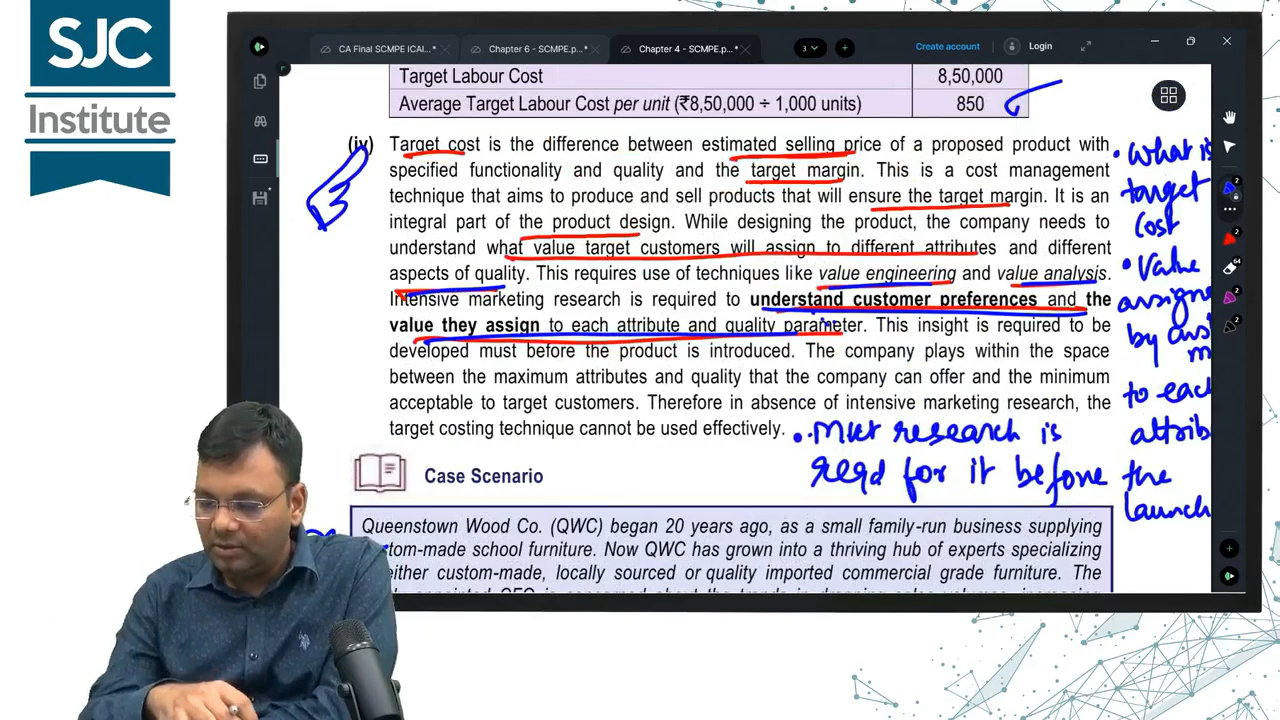 SJC
Institute
CA Final SCMPE ICAI...*
Chapter 6 - SCMPE.p...*
Chapter 4 - SCMPE.p...*
3
Create account
Login
Target Labour Cost 8,50,000
Average Target Labour Cost per unit (₹8,50,000 ÷ 1,000 units) 850
(iv) Target cost is the difference between estimated selling price of a proposed product with
specified functionality and quality and the target margin. This is a cost management
technique that aims to produce and sell products that will ensure the target margin. It is an
integral part of the product design. While designing the product, the company needs to
understand what value target customers will assign to different attributes and different
aspects of quality. This requires use of techniques like value engineering and value analysis.
Intensive marketing research is required to understand customer preferences and the
value they assign to each attribute and quality parameter. This insight is required to be
developed must before the product is introduced. The company plays within the space
between the maximum attributes and quality that the company can offer and the minimum
acceptable to target customers. Therefore in absence of intensive marketing research, the
target costing technique cannot be used effectively.
• What is
target
Cost
• Value
assigne
by
to each
attrib
• Mkt research is
reqd for it before
the
launch
Case Scenario
Queenstown Wood Co. (QWC) began 20 years ago, as a small family-run business supplying
tom-made school furniture. Now QWC has grown into a thriving hub of experts specializing
either custom-made, locally sourced or quality imported commercial grade furniture. The
2
2
64
2
2